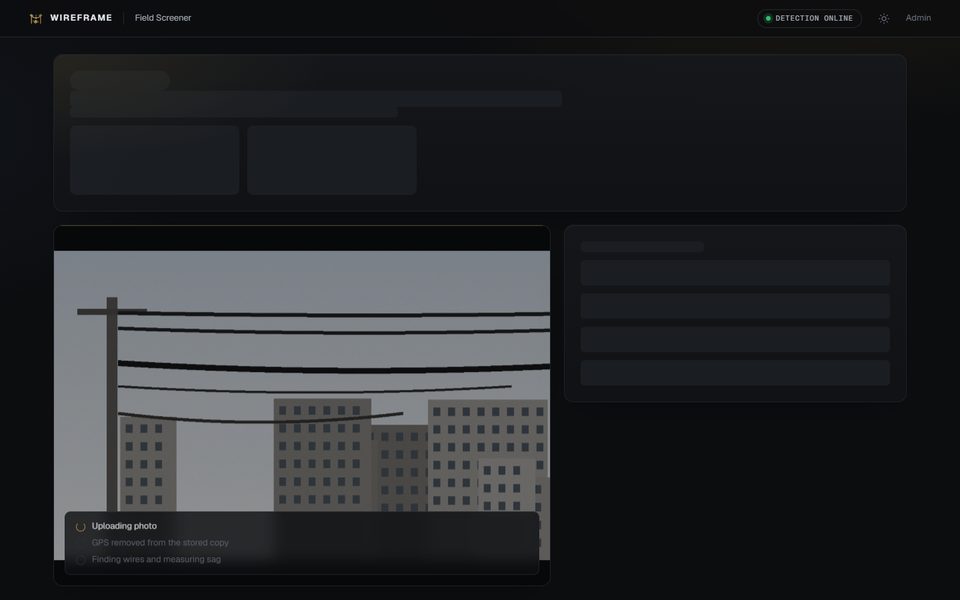 WIREFRAME
Field Screener
DETECTION ONLINE
Admin
Uploading photo
GPS removed from the stored copy
Finding wires and measuring sag